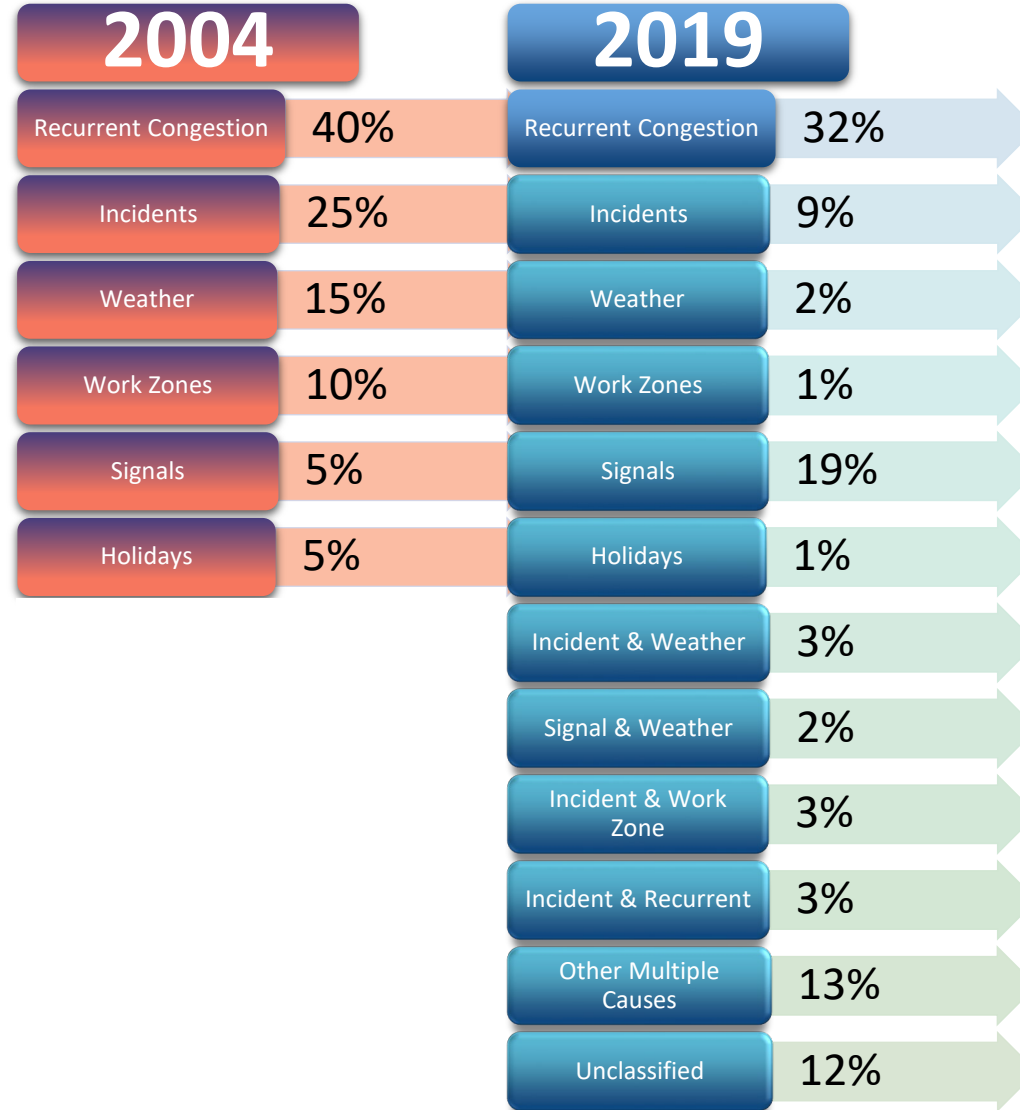 2004
Recurrent Congestion 40%
Incidents 25%
Weather 15%
Work Zones 10%
Signals 5%
Holidays 5%
2019
Recurrent Congestion 32%
Incidents 9%
Weather 2%
Work Zones 1%
Signals 19%
Holidays 1%
Incident & Weather 3%
Signal & Weather 2%
Incident & Work
Zone 3%
Incident & Recurrent 3%
Other Multiple
Causes 13%
Unclassified 12%